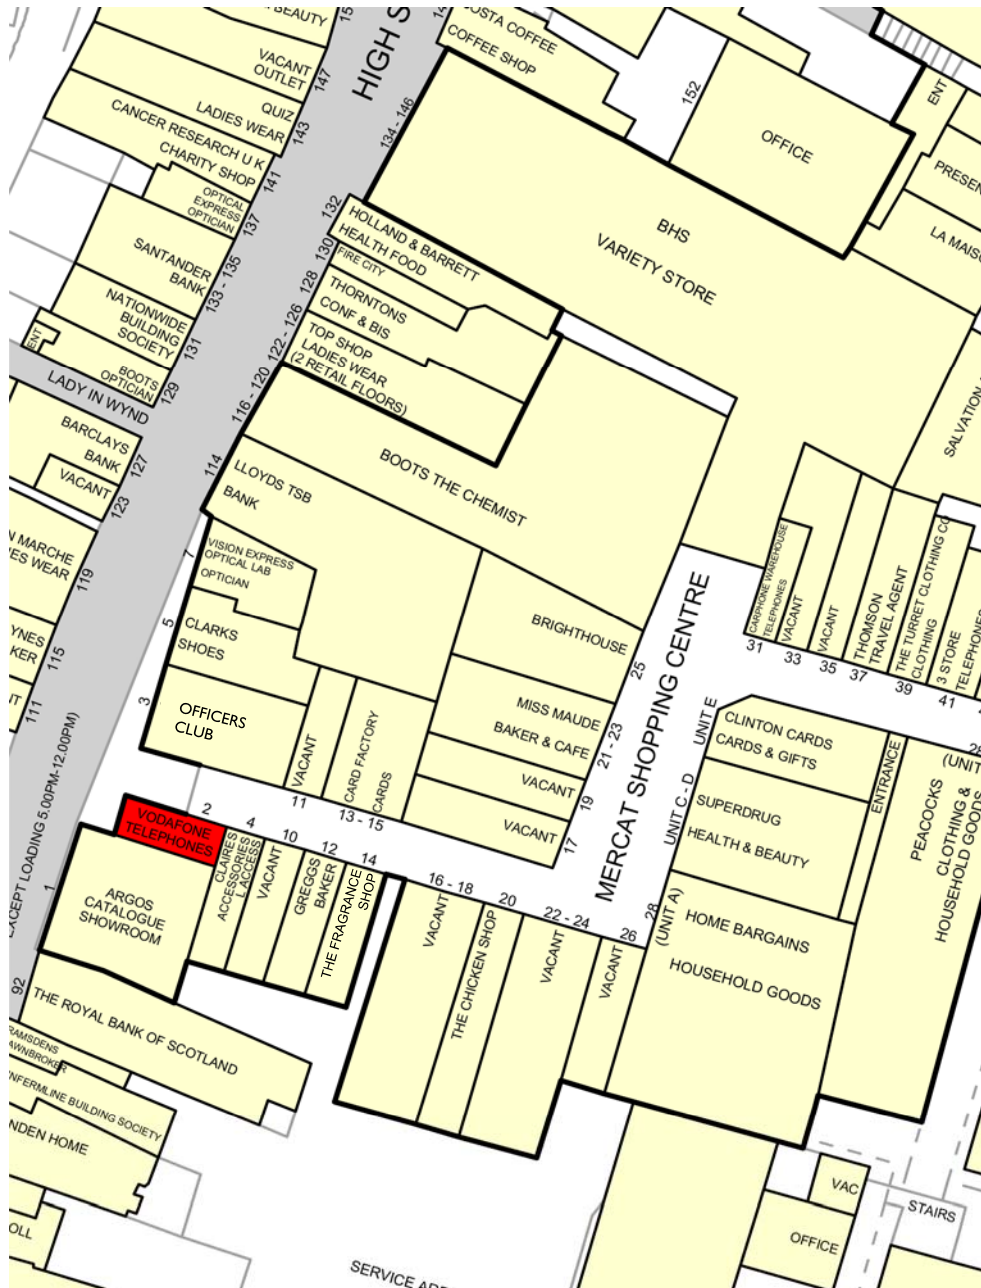 BEAUTY
VACANT
OUTLET
147
QUIZ
LADIES WEAR
143
CANCER RESEARCH U K
CHARITY SHOP
141
OPTICAL
EXPRESS
OPTICIAN
137
SANTANDER
BANK
133 - 135
NATIONWIDE
BUILDING
SOCIETY
131
ENT
BOOTS
OPTICIAN
129
LADY IN WYND
BARCLAYS
BANK
127
VACANT
123
MARCHE
119
115
111
HIGH S
COFFEE
COFFEE SHOP
134 - 146
152
OFFICE
ENT
LA MAIS
BHS
VARIETY STORE
132
HOLLAND & BARRETT
HEALTH FOOD
130
FIRE CITY
128
THORNTONS
CONF & BIS
122 - 126
TOP SHOP
LADIES WEAR
(2 RETAIL FLOORS)
116 - 120
BOOTS THE CHEMIST
114
LLOYDS TSB
BANK
7
VISION EXPRESS
OPTICAL LAB
OPTICIAN
5
CLARKS
SHOES
3
OFFICERS
CLUB
VACANT
11
CARD FACTORY
CARDS
13 - 15
BRIGHTHOUSE
25
MISS MAUDE
BAKER & CAFE
21 - 23
VACANT
19
VACANT
17
MERCAT SHOPPING CENTRE
SALVATION
CARPHONE WAREHOUSE
TELEPHONES
31
VACANT
33
VACANT
35
THOMSON
TRAVEL AGENT
37
THE TURRET CLOTHING CO
CLOTHING
39
3 STORE
TELEPHONES
41
UNIT E
CLINTON CARDS
CARDS & GIFTS
UNIT C - D
SUPERDRUG
HEALTH & BEAUTY
ENTRANCE
(UNIT
PEACOCKS
CLOTHING &
HOUSEHOLD GOODS
28
(UNIT A)
HOME BARGAINS
HOUSEHOLD GOODS
EXCEPT LOADING 5.00PM-12.00PM)
VODAFONE
TELEPHONES
2
1
ARGOS
CATALOGUE
SHOWROOM
4
CLAIRES
ACCESSORIES
L ACCESS
VACANT
10
GREGGS
BAKER
12
THE FRAGRANCE
SHOP
14
16 - 18
VACANT
20
THE CHICKEN SHOP
22 - 24
VACANT
26
VACANT
92
THE ROYAL BANK OF SCOTLAND
RAMSDENS
BUILDING SOCIETY
HOME
VAC
OFFICE
STAIRS
SERVICE